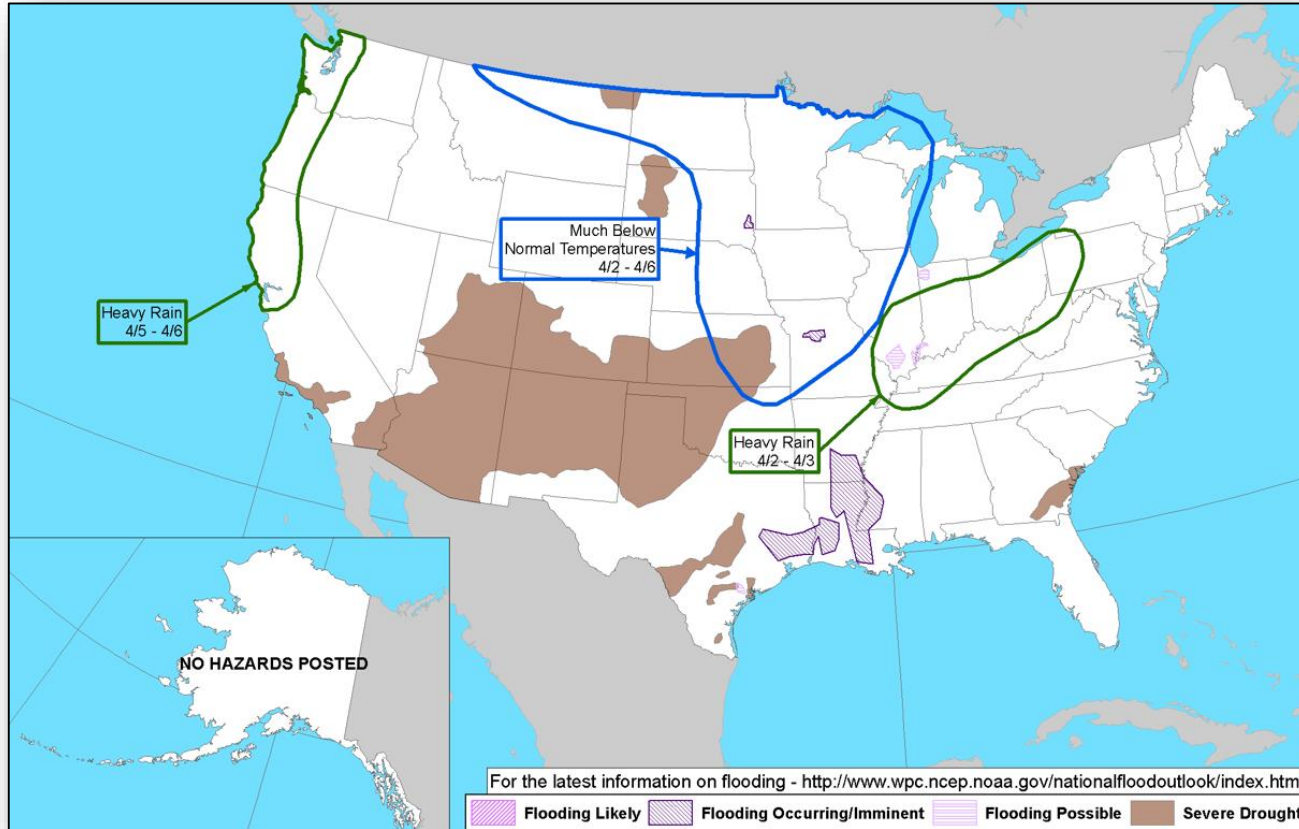 Much Below
Normal Temperatures
4/2 - 4/6
Heavy Rain
4/5 - 4/6
Heavy Rain
4/2 - 4/3
NO HAZARDS POSTED
For the latest information on flooding - http://www.wpc.ncep.noaa.gov/nationalfloodoutlook/index.htm
Flooding Likely
Flooding Occurring/Imminent
Flooding Possible
Severe Drought